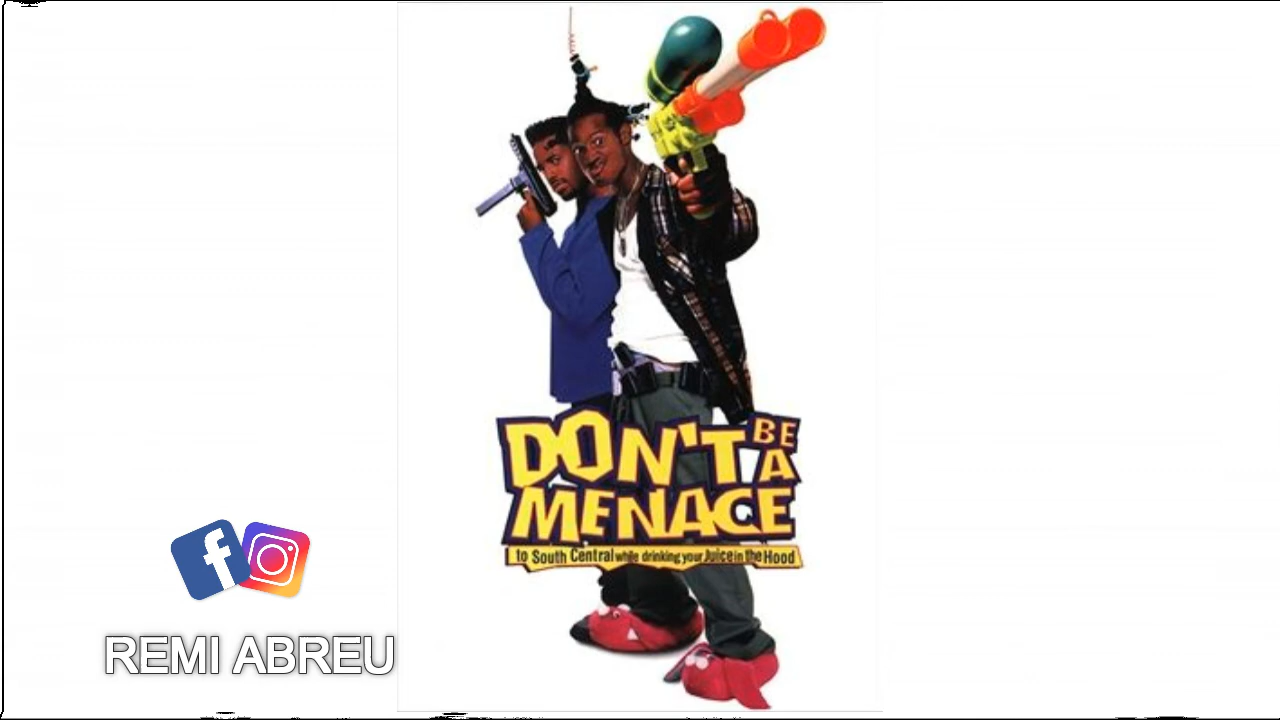 DON'T BE A
MENACE
to South Central while drinking your Juice in the Hood
REMI ABREU